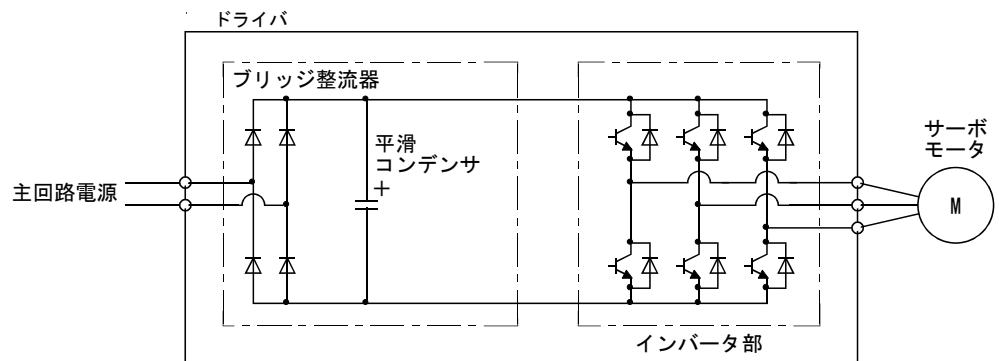 ドライバ
ブリッジ整流器
平滑
コンデンサ
+
主回路電源
サーボ
モータ
M
インバータ部